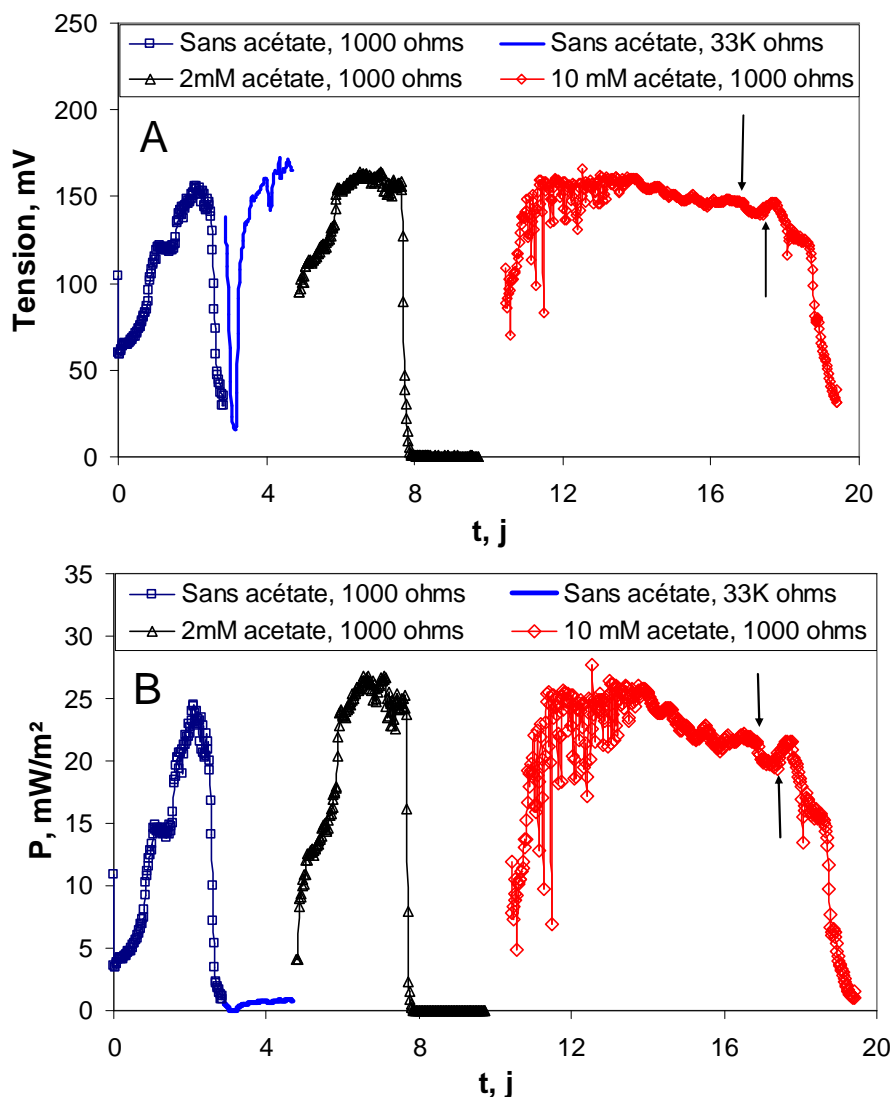 250
200
150
100
50
0
Tension, mV
Sans acétate, 1000 ohms
Sans acétate, 33K ohms
2mM acétate, 1000 ohms
10 mM acétate, 1000 ohms
A
0 4 8 12 16 20
t, j
35
30
25
20
15
10
5
0
P, mW/m²
Sans acétate, 1000 ohms
Sans acétate, 33K ohms
2mM acetate, 1000 ohms
10 mM acetate, 1000 ohms
B
0 4 8 12 16 20
t, j